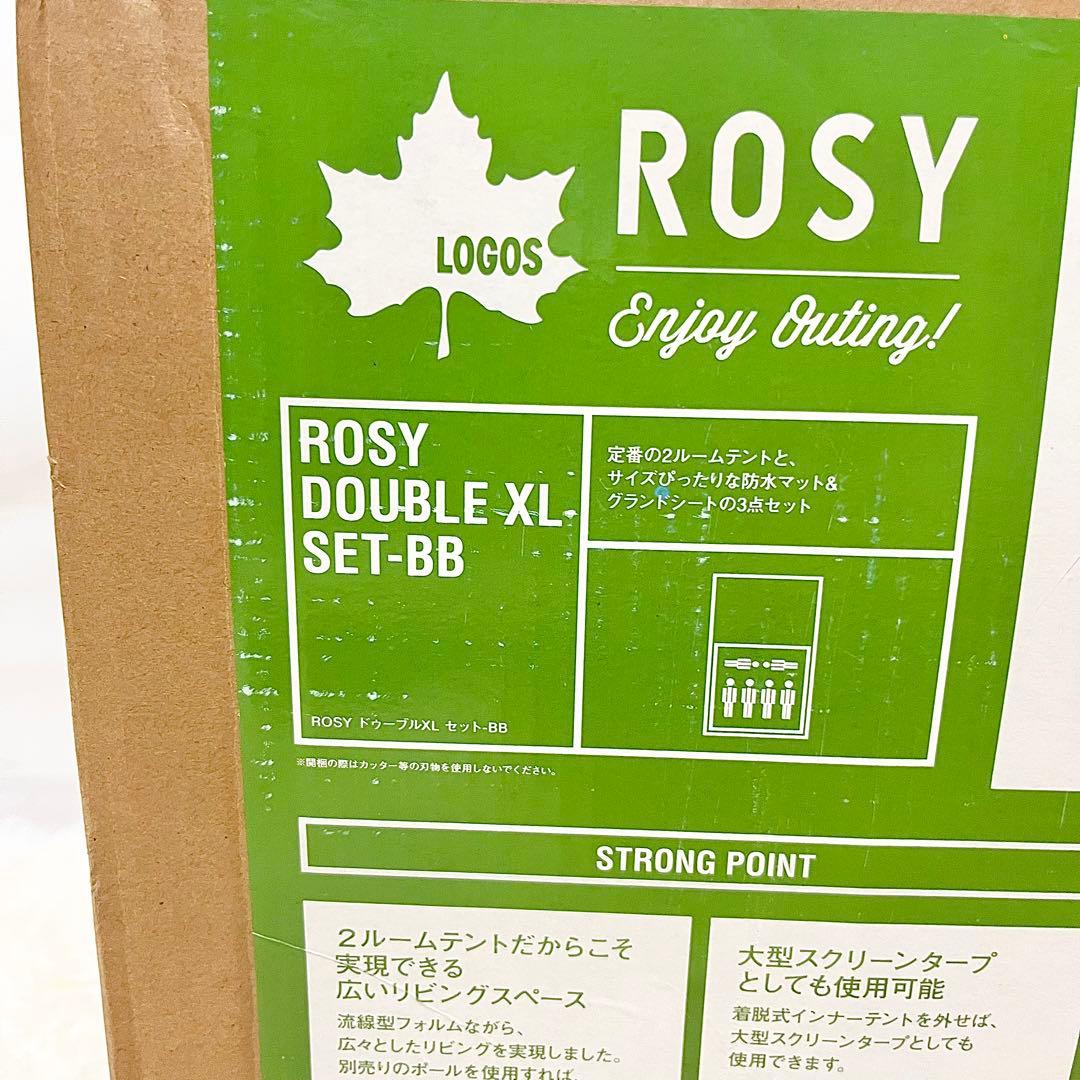 LOGOS
ROSY
Enjoy Outing!
ROSY
DOUBLE XL
SET-BB
ROSY ドゥーブルXL セット-BB
定番の2ルームテントと、
サイズぴったりな防水マット&
グランドシートの3点セット
※開梱の際はカッター等の刃物を使用しないでください。
STRONG POINT
2ルームテントだからこそ
実現できる
広いリビングスペース
流線型フォルムながら、
広々としたリビングを実現しました。
別売りのポールを使用すれば、
大型スクリーンタープ
としても使用可能
着脱式インナーテントを外せば、
大型スクリーンタープとしても
使用できます。